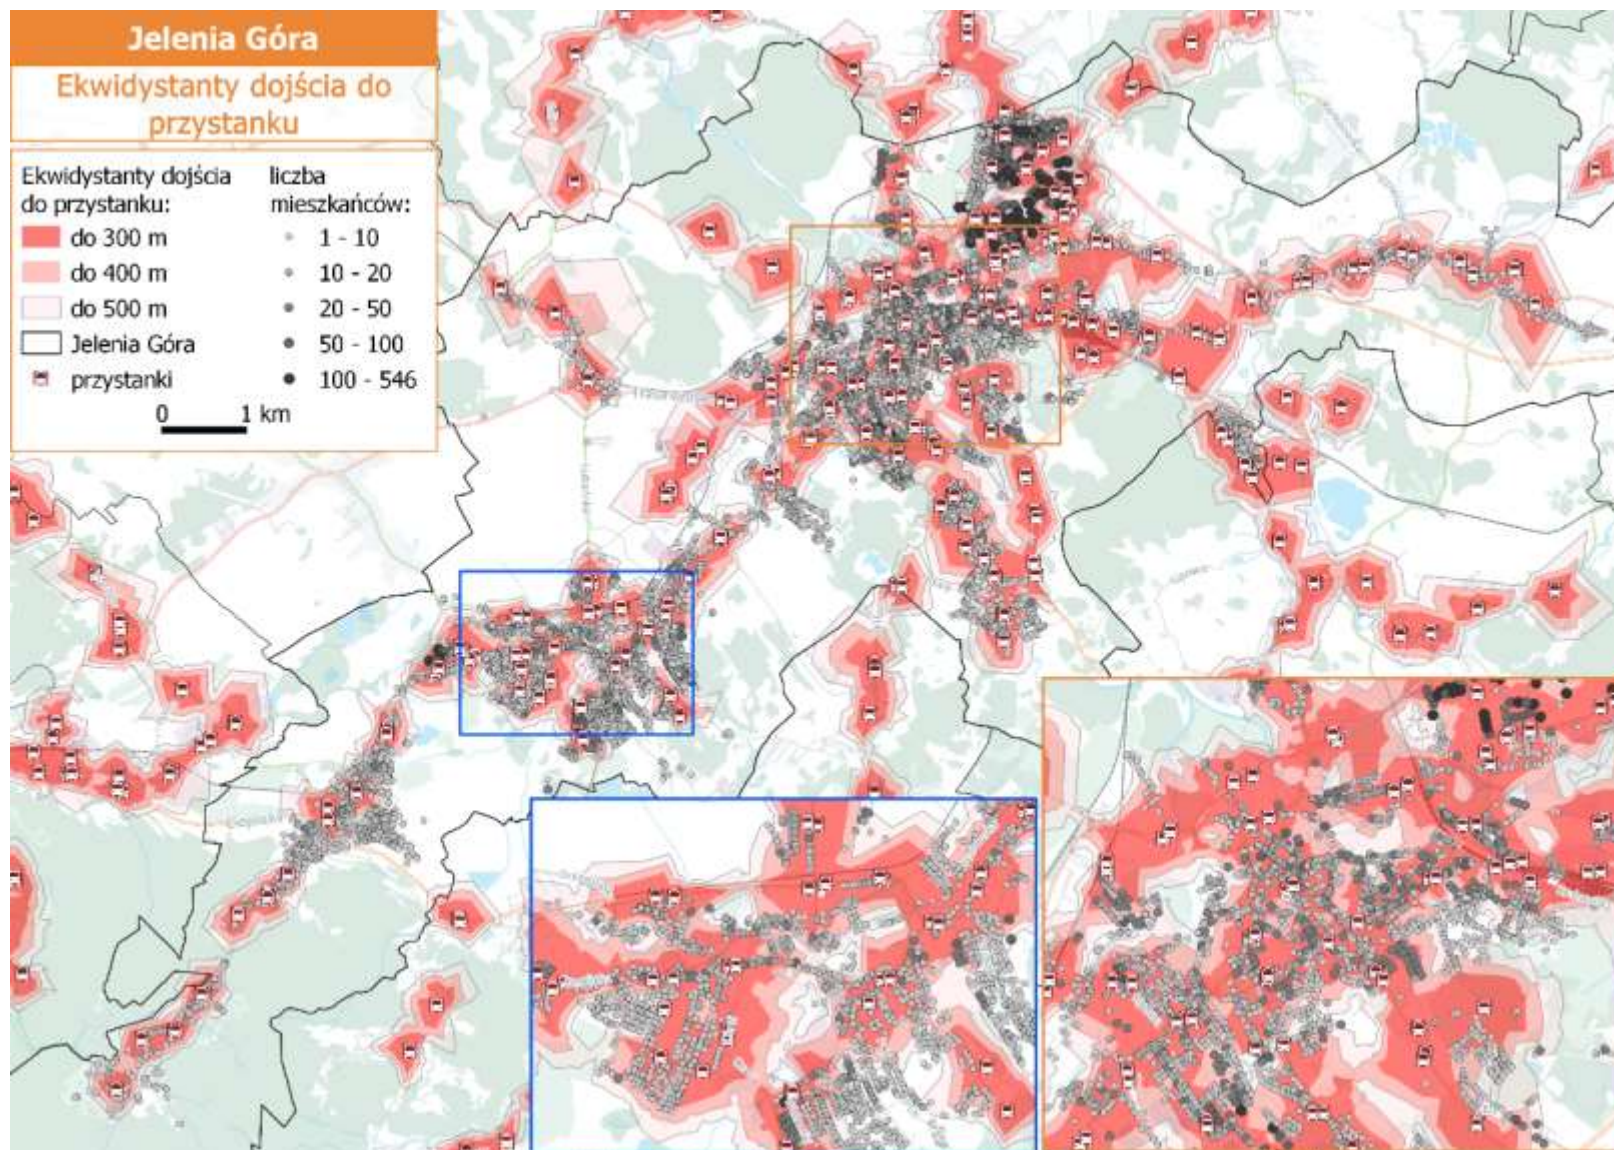 Jelenia Góra
Ekwidystanty dojścia do
przystanku
Ekwidystanty dojścia
do przystanku:
do 300 m
do 400 m
do 500 m
Jelenia Góra
przystanki
liczba
mieszkańców:
1 - 10
10 - 20
20 - 50
50 - 100
100 - 546
0 1 km